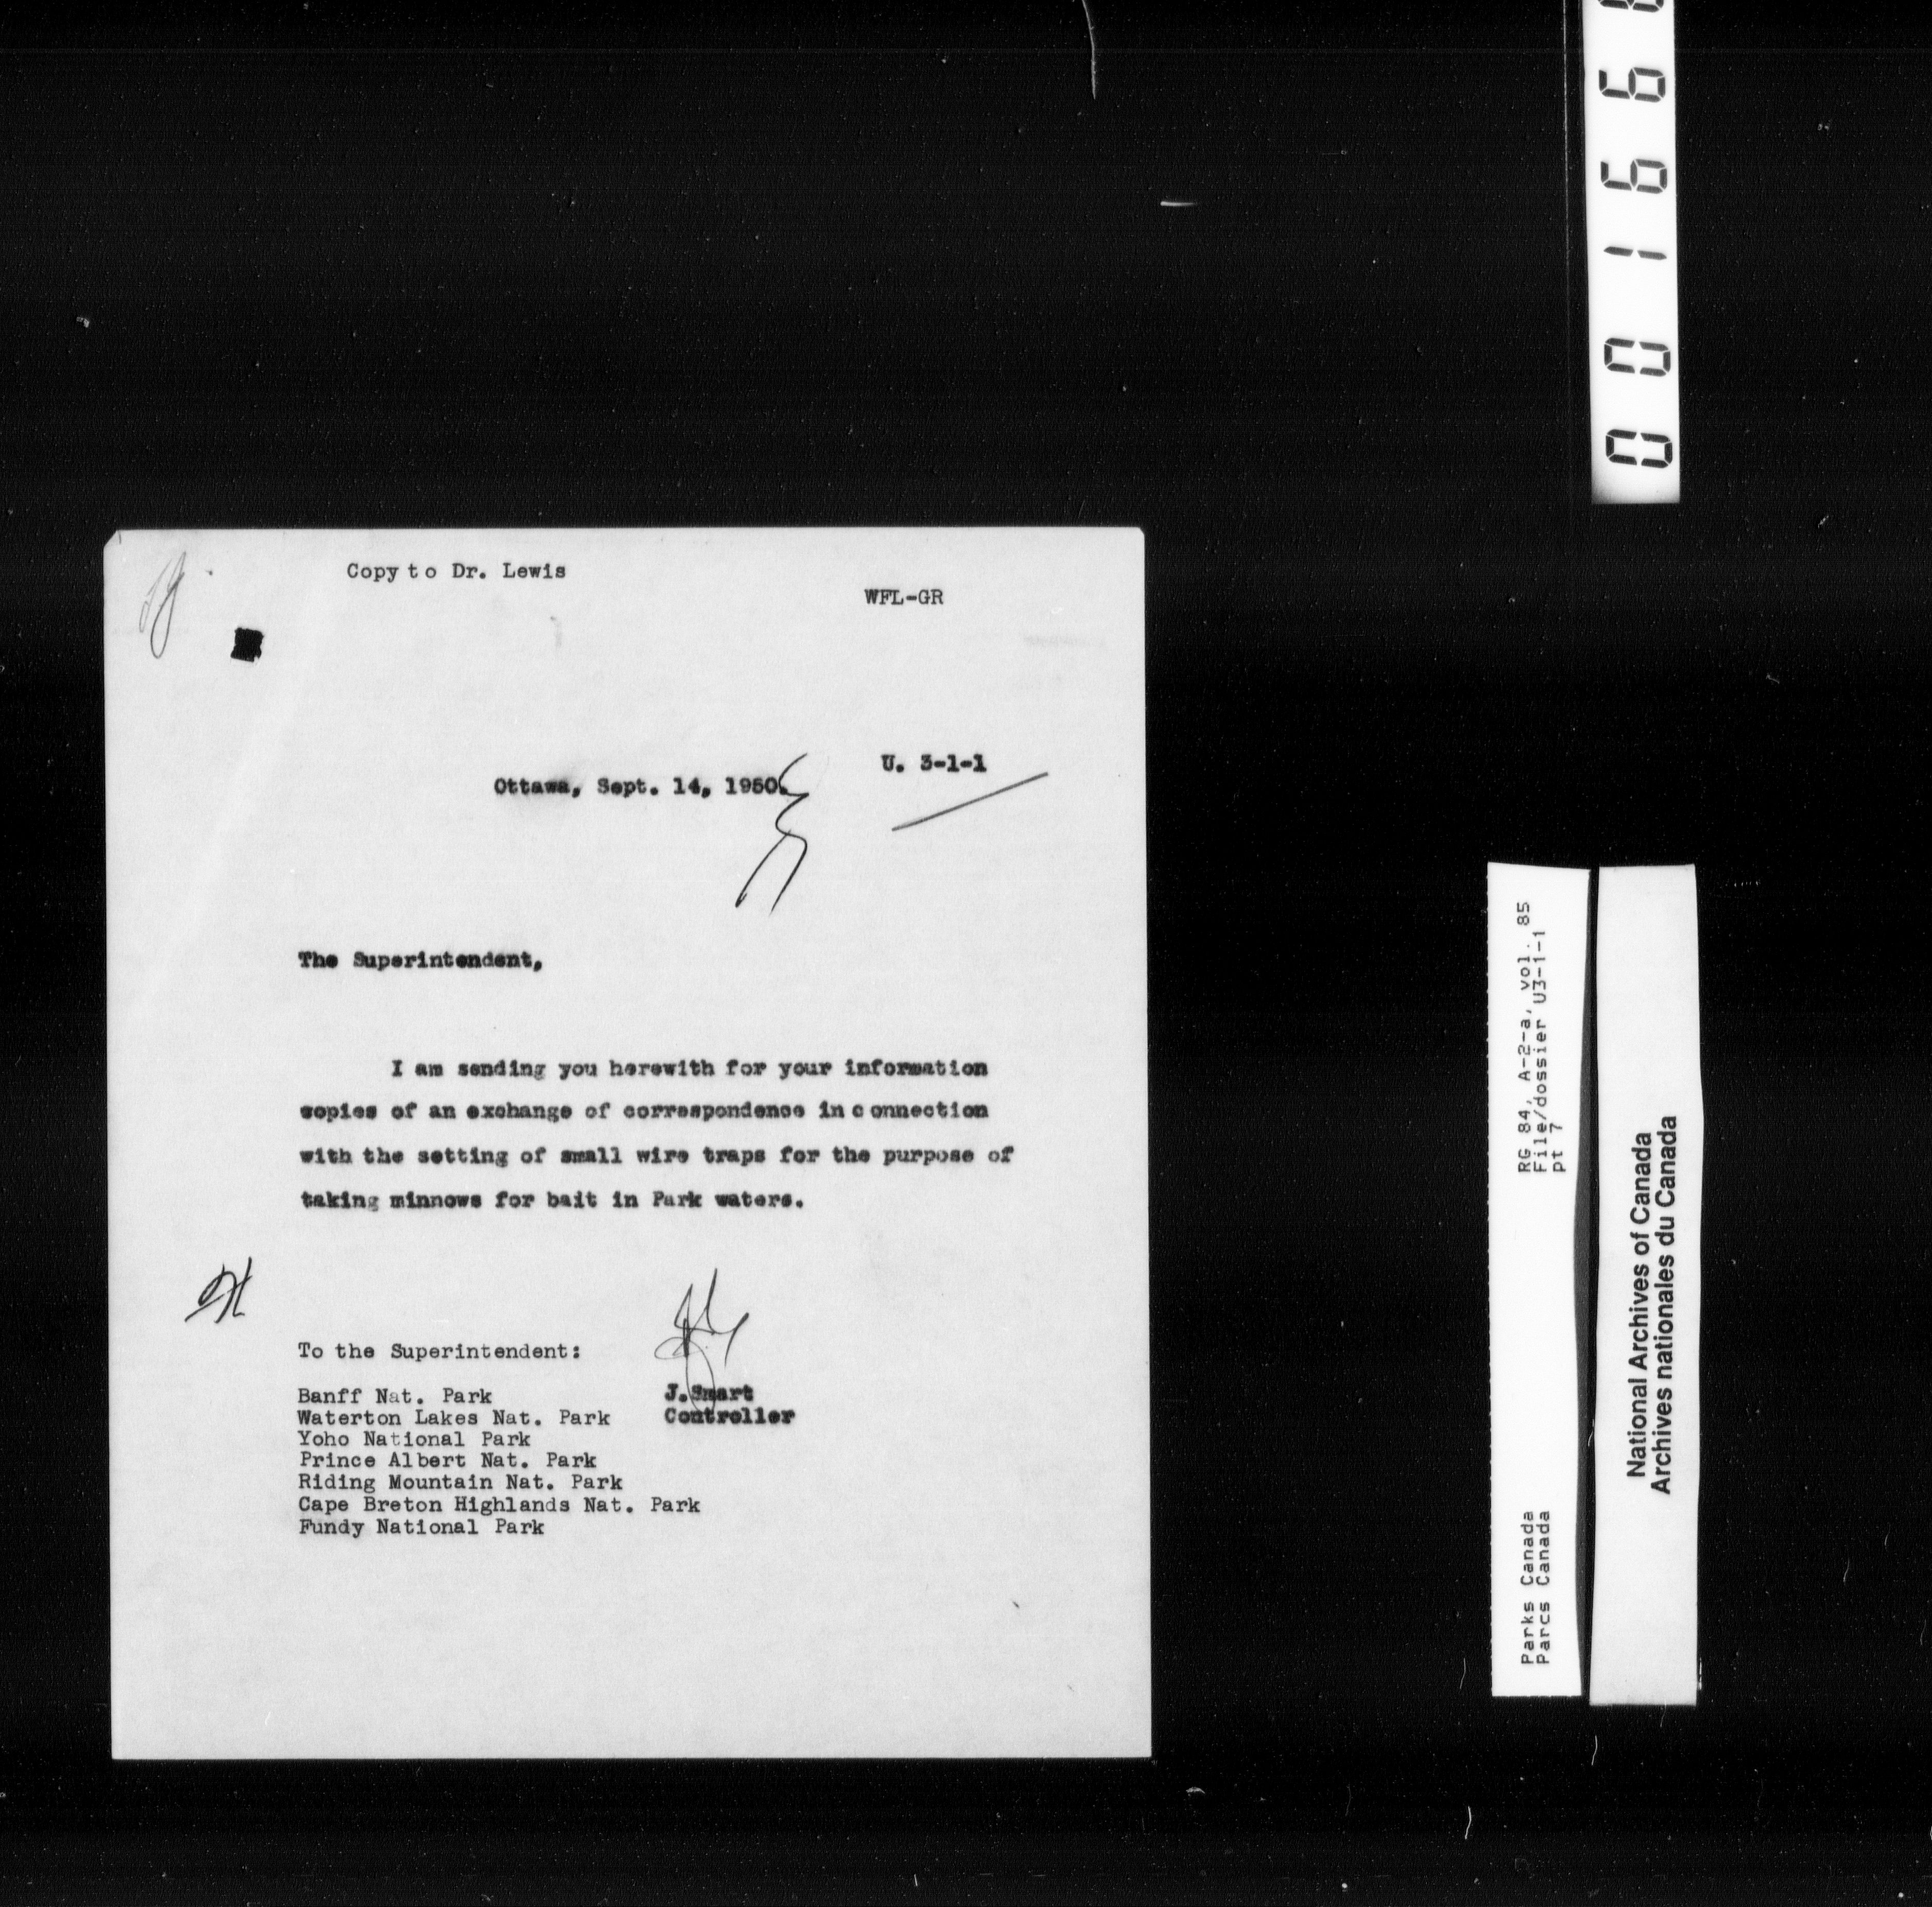 Copy to Dr. Lewis
WFL-GR
U. 3-1-1
Ottawa, Sept. 14, 1950.
The Superintendent,
I am sending you herewith for your information
copies of an exchange of correspondence in connection
with the setting of small wire traps for the purpose of
taking minnows for bait in Park waters.
To the Superintendent:
J. Smart
Controller
Banff Nat. Park
Waterton Lakes Nat. Park
Yoho National Park
Prince Albert Nat. Park
Riding Mountain Nat. Park
Cape Breton Highlands Nat. Park
Fundy National Park
RG 84, A-2-a, vol. 85
File/dossier U3-1-1
pt 7
Parks Canada
Parcs Canada
National Archives of Canada
Archives nationales du Canada
00166